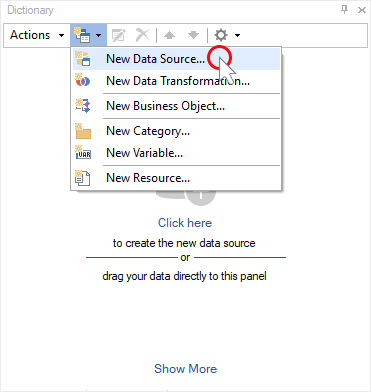 Dictionary
Actions
New Data Source...
New Data Transformation...
New Business Object...
New Category...
VAR New Variable...
New Resource...
Click here
to create the new data source
or
drag your data directly to this panel
Show More